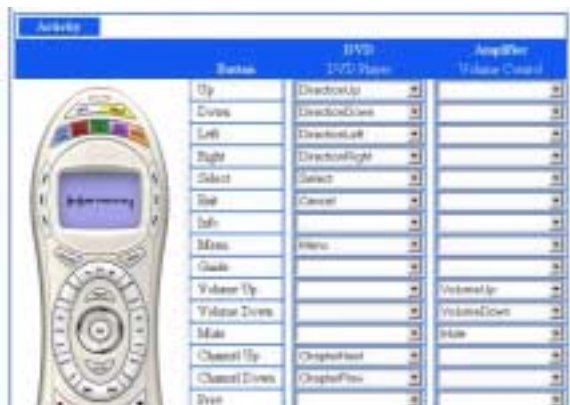 Activity
DVD Amplifier
Button DVD Player Volume Control
Up DirectionUp
Down DirectionDown
Left DirectionLeft
Right DirectionRight
Select Select
Exit Cancel
Info
Menu Menu
Guide
Volume Up VolumeUp
Volume Down VolumeDown
Mute Mute
Channel Up ChapterNext
Channel Down ChapterPrev
Prev